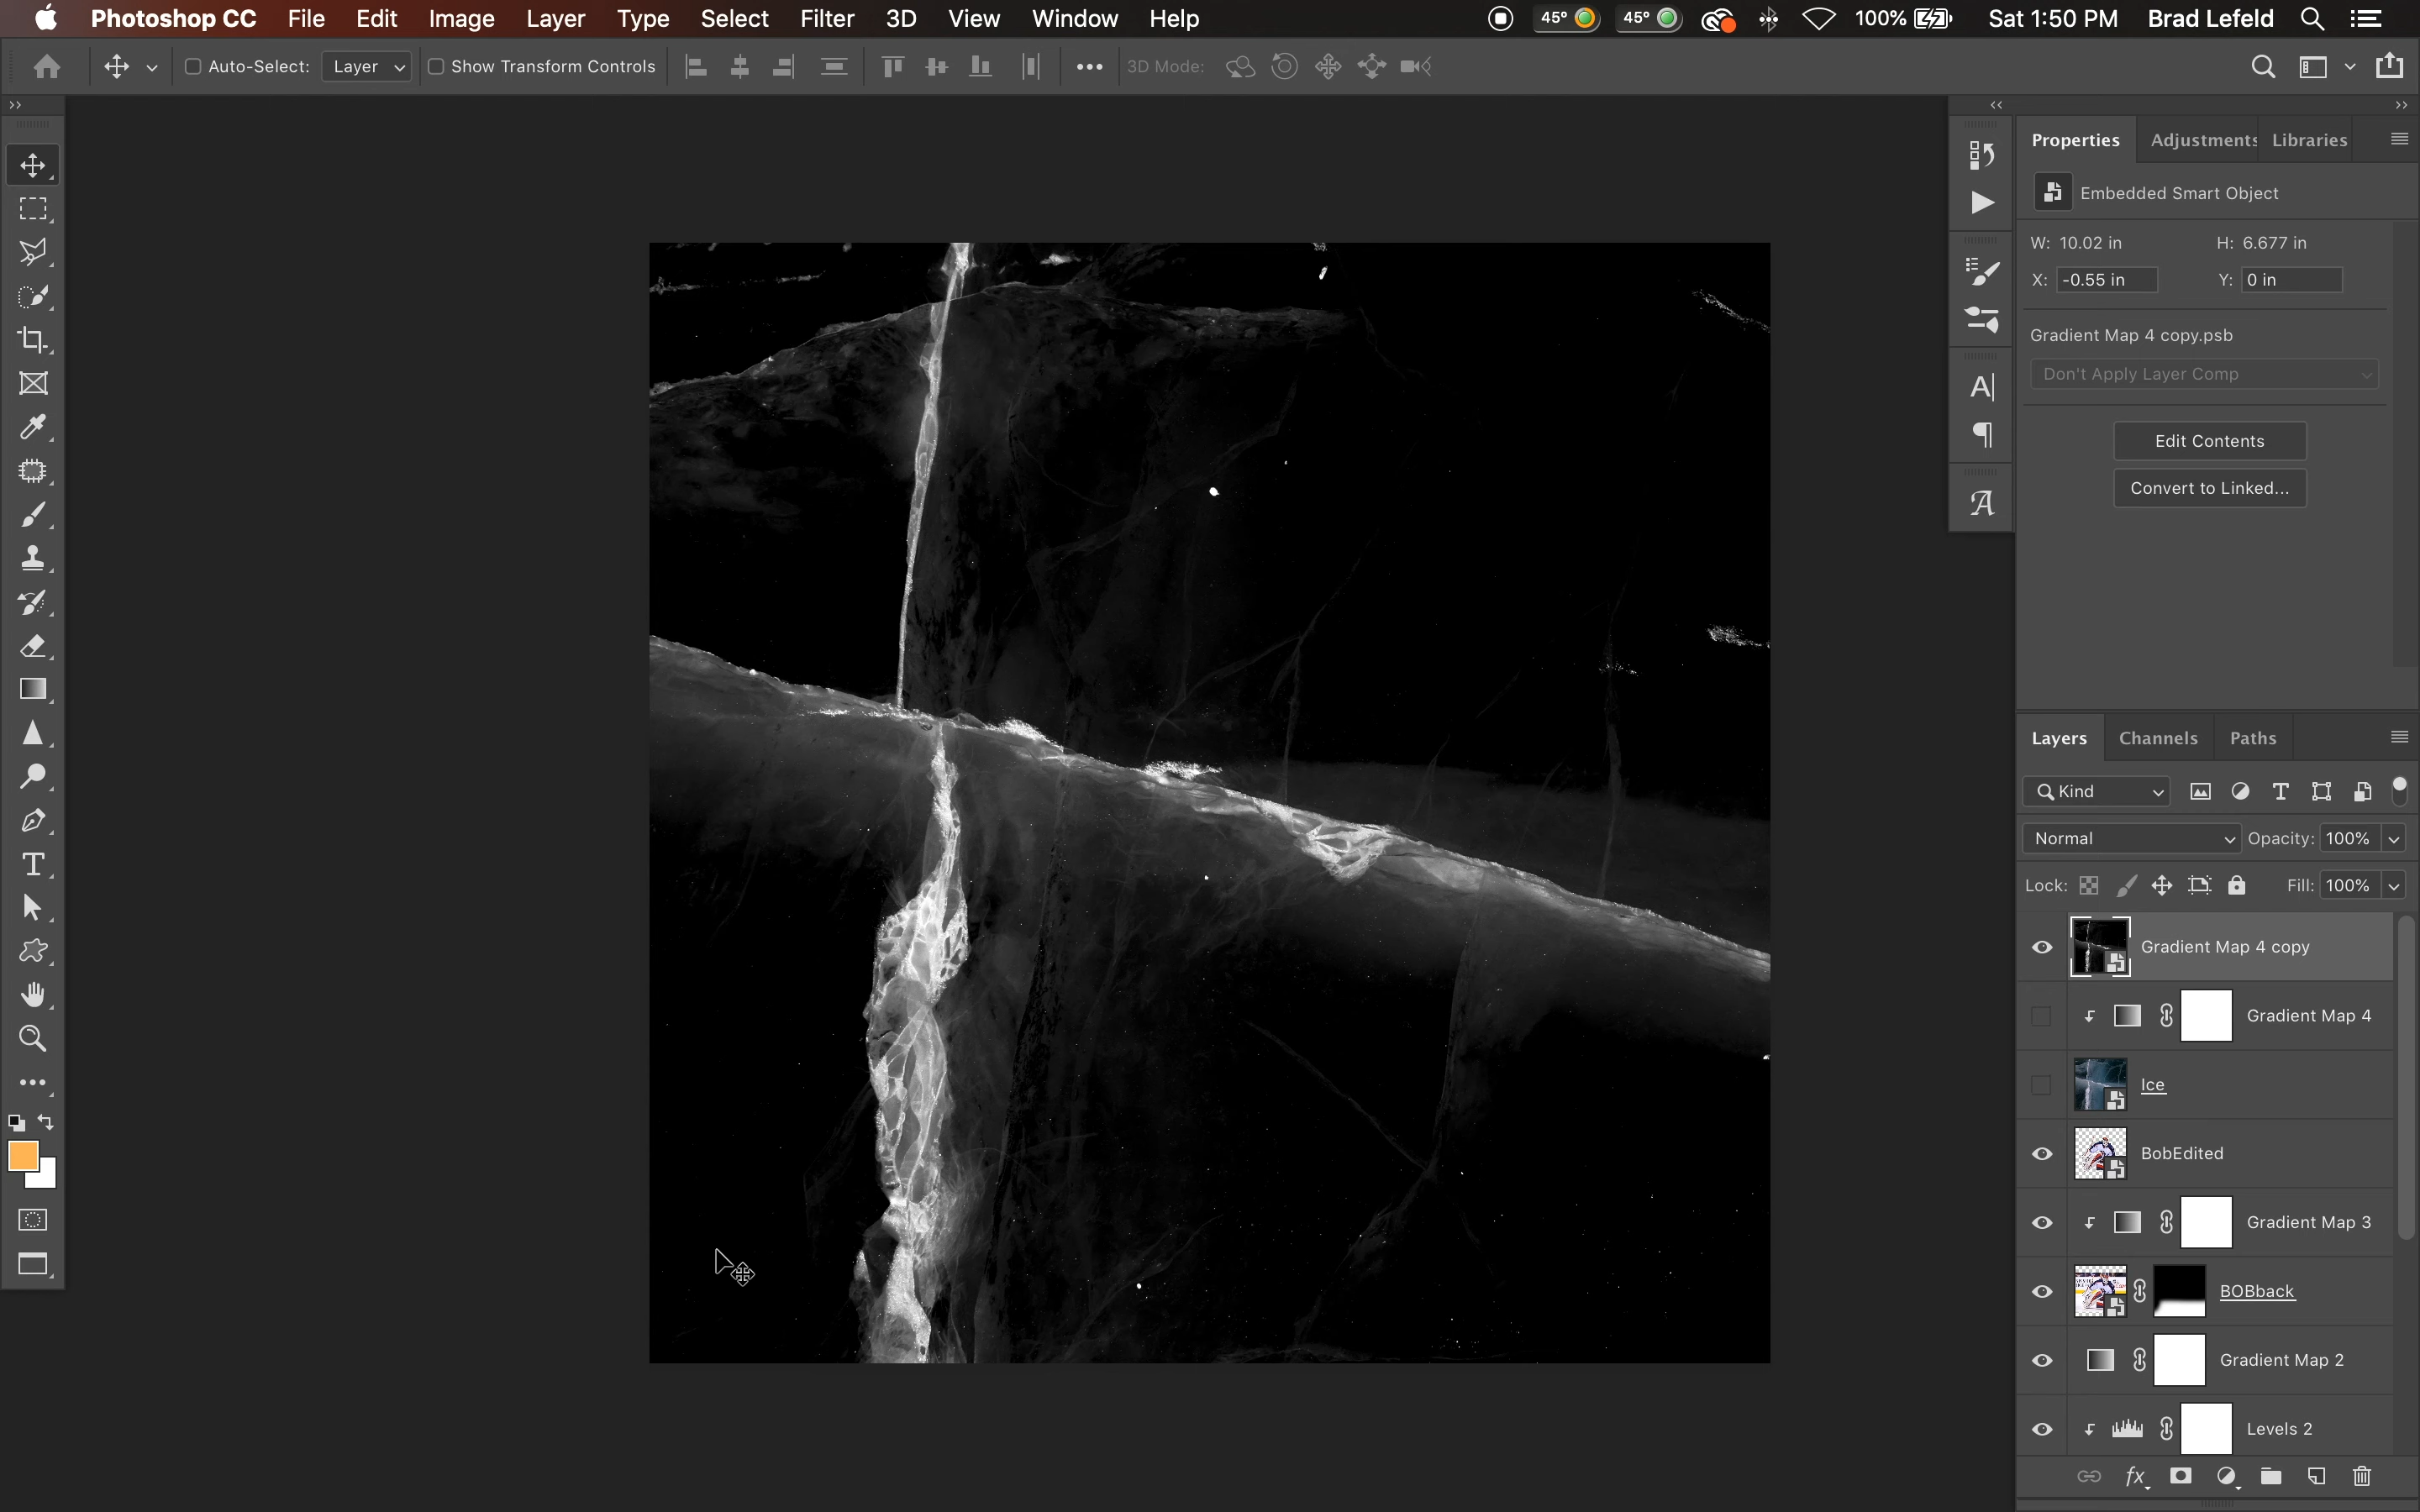 Photoshop CC File Edit Image Layer Type Select Filter 3D View Window Help 45° 45° 100% Sat 1:50 PM Brad Lefeld
Auto-Select: Layer Show Transform Controls 3D Mode:
Properties Adjustments Libraries
Embedded Smart Object
W: 10.02 in H: 6.677 in
X: -0.55 in Y: 0 in
Gradient Map 4 copy.psb
Don't Apply Layer Comp
Edit Contents
Convert to Linked...
Layers Channels Paths
Kind
Normal Opacity: 100%
Lock: Fill: 100%
Gradient Map 4 copy
Gradient Map 4
Ice
BobEdited
Gradient Map 3
BOBback
Gradient Map 2
Levels 2
fx